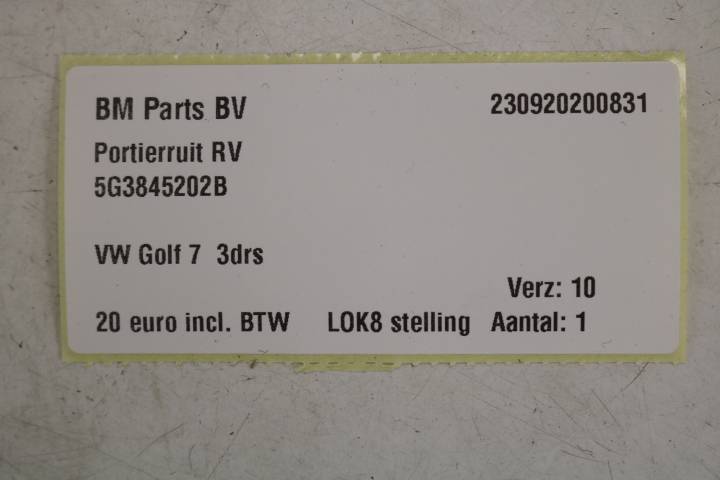 BM Parts BV 230920200831
Portierruit RV
5G3845202B
VW Golf 7 3drs
Verz: 10
20 euro incl. BTW LOK8 stelling Aantal: 1